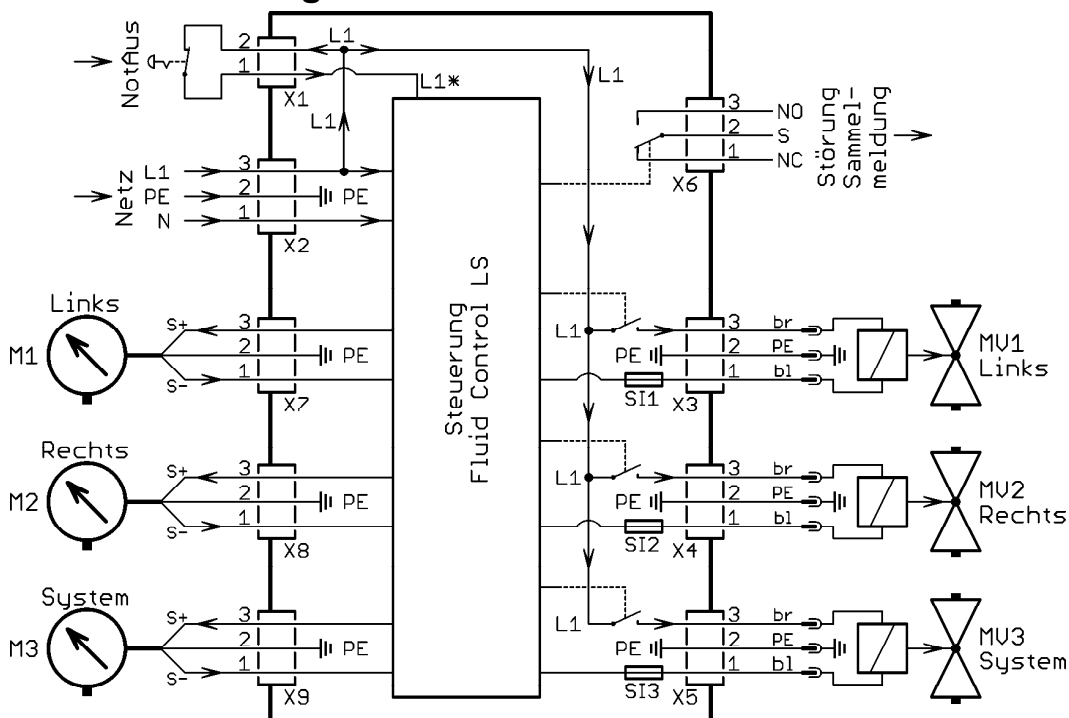 NotAus
2
1
X1
L1
L1
L1
L1*
Netz
L1
PE
N
3
2
1
X2
PE
3
2
1
X6
NO
S
NC
Störung
Sammel-
meldung
Steuerung
Fluid Control LS
Links
M1
S+
S-
3
2
1
X7
PE
L1
PE
SI1
3
2
1
X3
br
PE
bl
MV1
Links
Rechts
M2
S+
S-
3
2
1
X8
PE
L1
PE
SI2
3
2
1
X4
br
PE
bl
MV2
Rechts
System
M3
S+
S-
3
2
1
X9
PE
L1
PE
SI3
3
2
1
X5
br
PE
bl
MV3
System